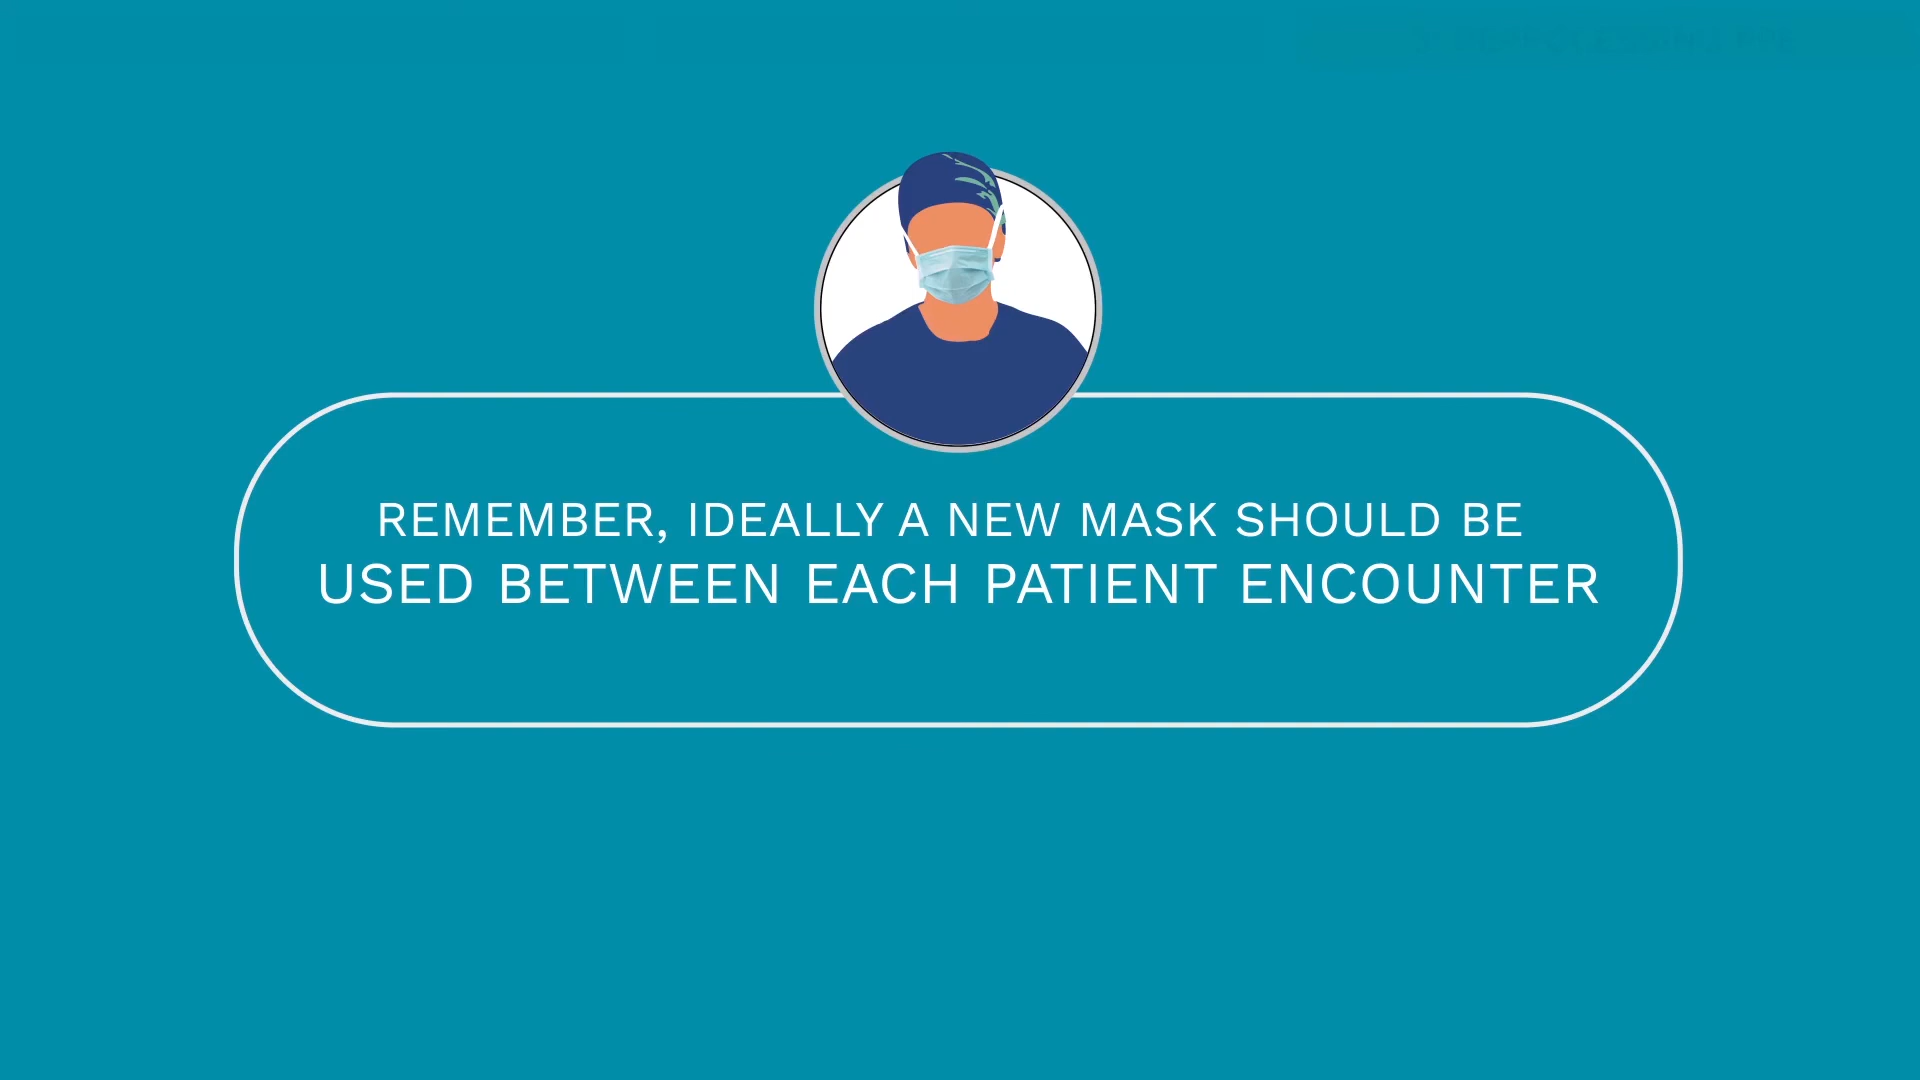 REMEMBER, IDEALLY A NEW MASK SHOULD BE
USED BETWEEN EACH PATIENT ENCOUNTER